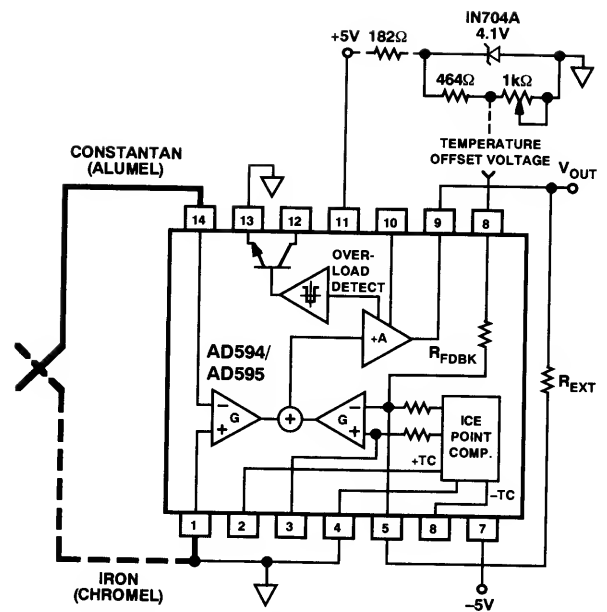 IN704A
4.1V
+5V 182Ω
464Ω 1kΩ
CONSTANTAN
(ALUMEL)
TEMPERATURE
OFFSET VOLTAGE
VOUT
14 13 12 11 10 9 8
OVER-
LOAD
DETECT
+A
AD594/
AD595
RFDBK
REXT
– G +
+
– G +
ICE
POINT
COMP.
+TC
–TC
1 2 3 4 5 8 7
IRON
(CHROMEL)
–5V